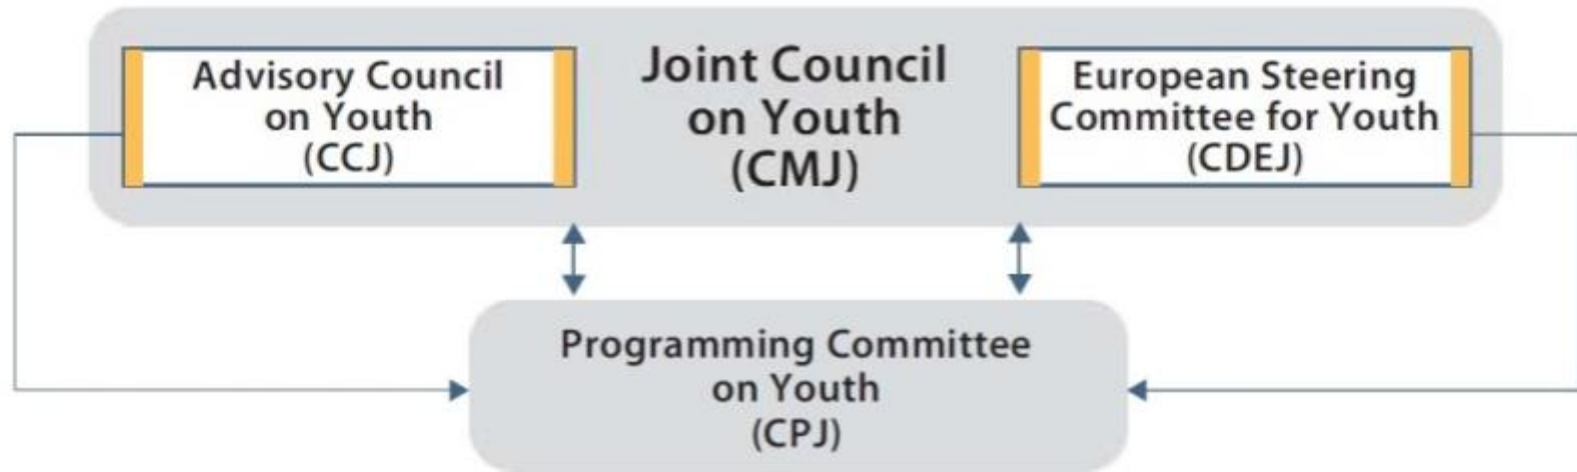 Advisory Council
on Youth
(CCJ)
Joint Council
on Youth
(CMJ)
European Steering
Committee for Youth
(CDEJ)
Programming Committee
on Youth
(CPJ)